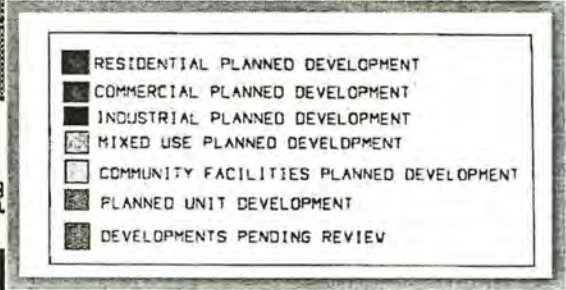 RESIDENTIAL PLANNED DEVELOPMENT
COMMERCIAL PLANNED DEVELOPMENT
INDUSTRIAL PLANNED DEVELOPMENT
MIXED USE PLANNED DEVELOPMENT
COMMUNITY FACILITIES PLANNED DEVELOPMENT
PLANNED UNIT DEVELOPMENT
DEVELOPMENTS PENDING REVIEW